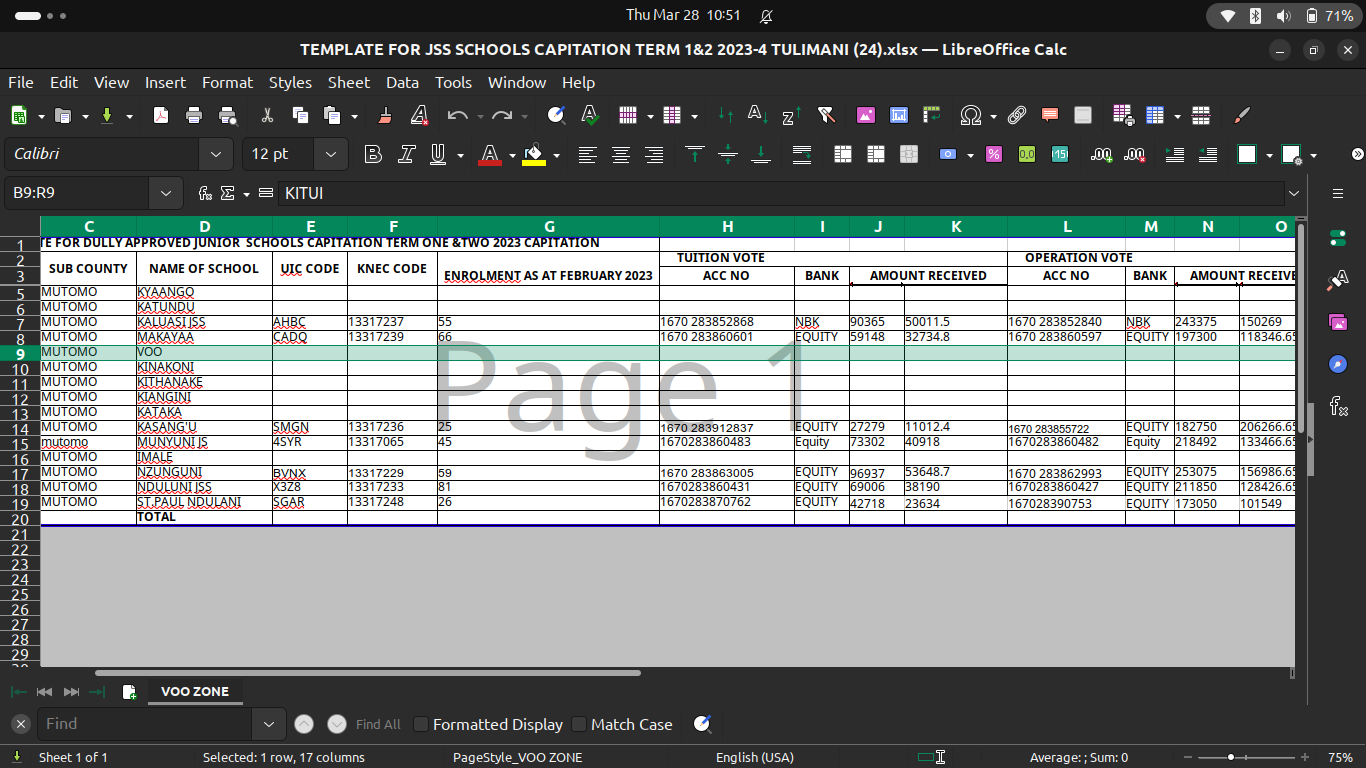 Thu Mar 28 10:51
71%
TEMPLATE FOR JSS SCHOOLS CAPITATION TERM 1&2 2023-4 TULIMANI (24).xlsx — LibreOffice Calc
File Edit View Insert Format Styles Sheet Data Tools Window Help
Calibri 12 pt
B9:R9 KITUI
C D E F G H I J K L M N O
1 TE FOR DULLY APPROVED JUNIOR SCHOOLS CAPITATION TERM ONE &TWO 2023 CAPITATION
2 TUITION VOTE OPERATION VOTE
SUB COUNTY NAME OF SCHOOL UIC CODE KNEC CODE
3 ENROLMENT AS AT FEBRUARY 2023 ACC NO BANK AMOUNT RECEIVED ACC NO BANK AMOUNT RECEIVE
5 MUTOMO KYAANGO
6 MUTOMO KATUNDU
7 MUTOMO KALUASI JSS AHBC 13317237 55 1670 283852868 NBK 90365 50011.5 1670 283852840 NBK 243375 150269
8 MUTOMO MAKAYAA CADQ 13317239 66 1670 283860601 EQUITY 59148 32734.8 1670 283860597 EQUITY 197300 118346.65
9 MUTOMO VOO
10 MUTOMO KINAKONI
11 MUTOMO KITHANAKE
12 MUTOMO KIANGINI
13 MUTOMO KATAKA
14 MUTOMO KASANG'U SMGN 13317236 25 1670283912837 EQUITY 27279 11012.4 1670 283855722 EQUITY 182750 206266.65
15 mutomo MUNYUNI JS 4SYR 13317065 45 1670283860483 Equity 73302 40918 1670283860482 Equity 218492 133466.65
16 MUTOMO IMALE
17 MUTOMO NZUNGUNI BVNX 13317229 59 1670 283863005 EQUITY 96937 53648.7 1670 283862993 EQUITY 253075 156986.65
18 MUTOMO NDULUNI JSS X3Z8 13317233 81 1670283860431 EQUITY 69006 38190 1670283860427 EQUITY 211850 128426.65
19 MUTOMO ST.PAUL NDULANI SGAR 13317248 26 1670283870762 EQUITY 42718 23634 167028390753 EQUITY 173050 101549
20 TOTAL
Page 1
21
22
23
24
25
26
27
28
29
VOO ZONE
Find Find All Formatted Display Match Case
Sheet 1 of 1 Selected: 1 row, 17 columns PageStyle_VOO ZONE English (USA) Average: ; Sum: 0 75%